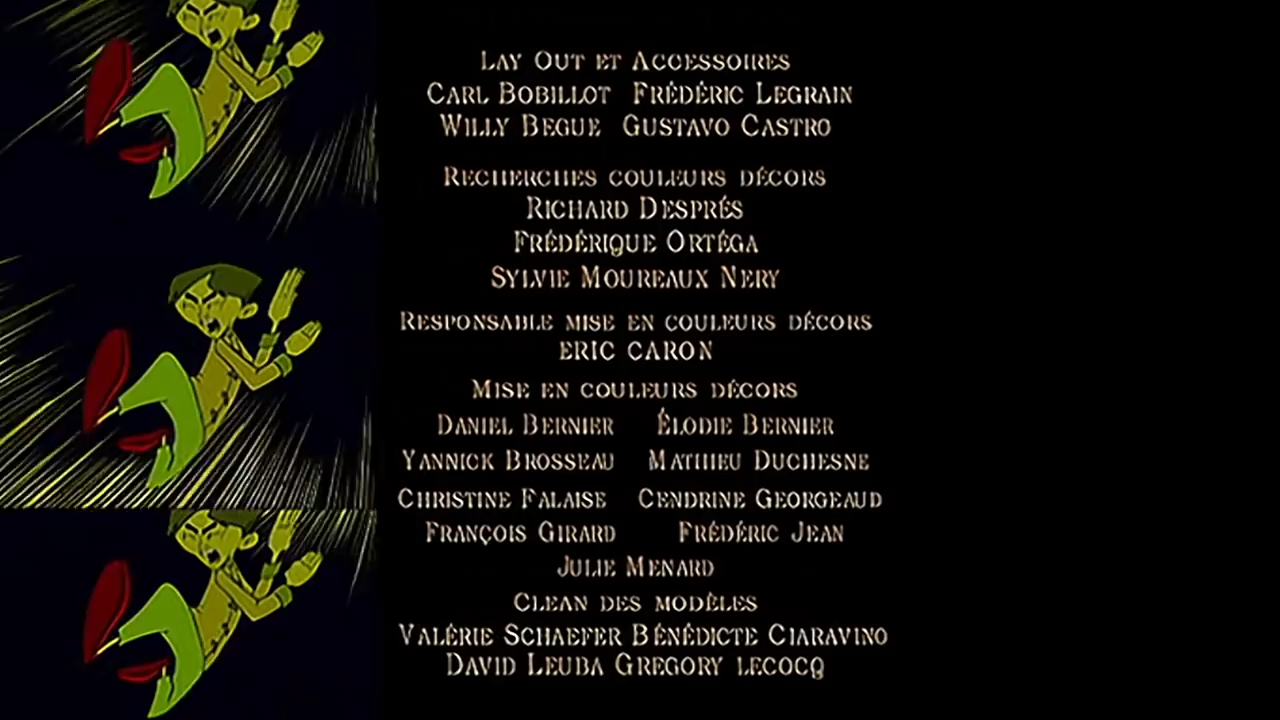 LAY OUT ET ACCESSOIRES
CARL BOBILLOT FRÉDÉRIC LEGRAIN
WILLY BEGUE GUSTAVO CASTRO
RECHERCHES COULEURS DÉCORS
RICHARD DESPRÉS
FRÉDÉRIQUE ORTÉGA
SYLVIE MOUREAUX NERY
RESPONSABLE MISE EN COULEURS DÉCORS
ERIC CARON
MISE EN COULEURS DÉCORS
DANIEL BERNIER ÉLODIE BERNIER
YANNICK BROSSEAU MATHIEU DUCHESNE
CHRISTINE FALAISE CENDRINE GEORGEAUD
FRANÇOIS GIRARD FRÉDÉRIC JEAN
JULIE MENARD
CLEAN DES MODÈLES
VALÉRIE SCHAEFER BÉNÉDICTE CIARAVINO
DAVID LEUBA GREGORY LECOCQ